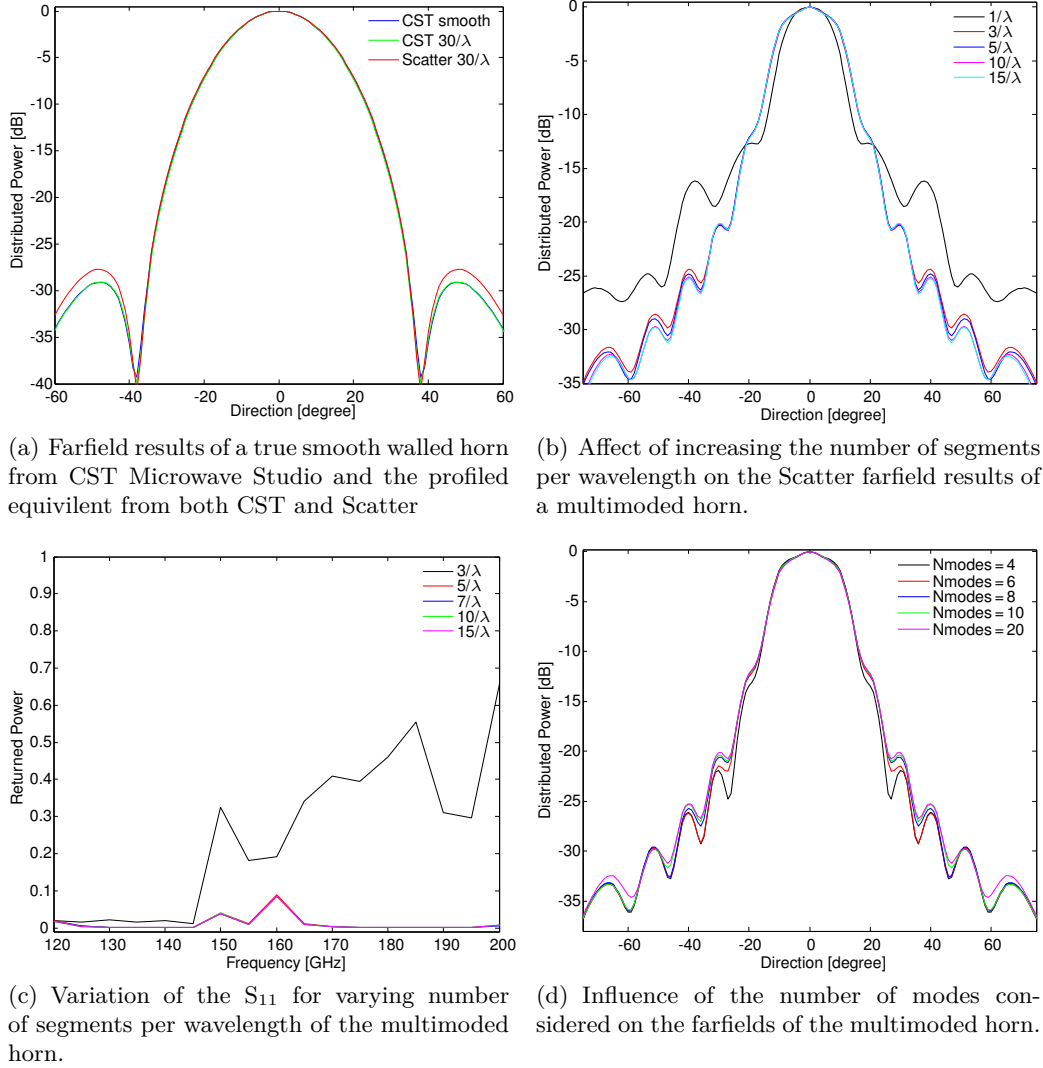 0
-5
-10
-15
-20
-25
-30
-35
-40
-60
-40
-20
0
20
40
60
Distributed Power [dB]
Direction [degree]
CST smooth
CST 30/λ
Scatter 30/λ
(a) Farfield results of a true smooth walled horn
from CST Microwave Studio and the profiled
equivilent from both CST and Scatter
0
-5
-10
-15
-20
-25
-30
-35
-60
-40
-20
0
20
40
60
Distributed Power [dB]
Direction [degree]
1/λ
3/λ
5/λ
10/λ
15/λ
(b) Affect of increasing the number of segments
per wavelength on the Scatter farfield results of
a multimoded horn.
1
0.9
0.8
0.7
0.6
0.5
0.4
0.3
0.2
0.1
0
120
130
140
150
160
170
180
190
200
Returned Power
Frequency [GHz]
3/λ
5/λ
7/λ
10/λ
15/λ
(c) Variation of the S₁₁ for varying number
of segments per wavelength of the multimoded
horn.
0
-5
-10
-15
-20
-25
-30
-35
-60
-40
-20
0
20
40
60
Distributed Power [dB]
Direction [degree]
Nmodes = 4
Nmodes = 6
Nmodes = 8
Nmodes = 10
Nmodes = 20
(d) Influence of the number of modes con-
sidered on the farfields of the multimoded horn.